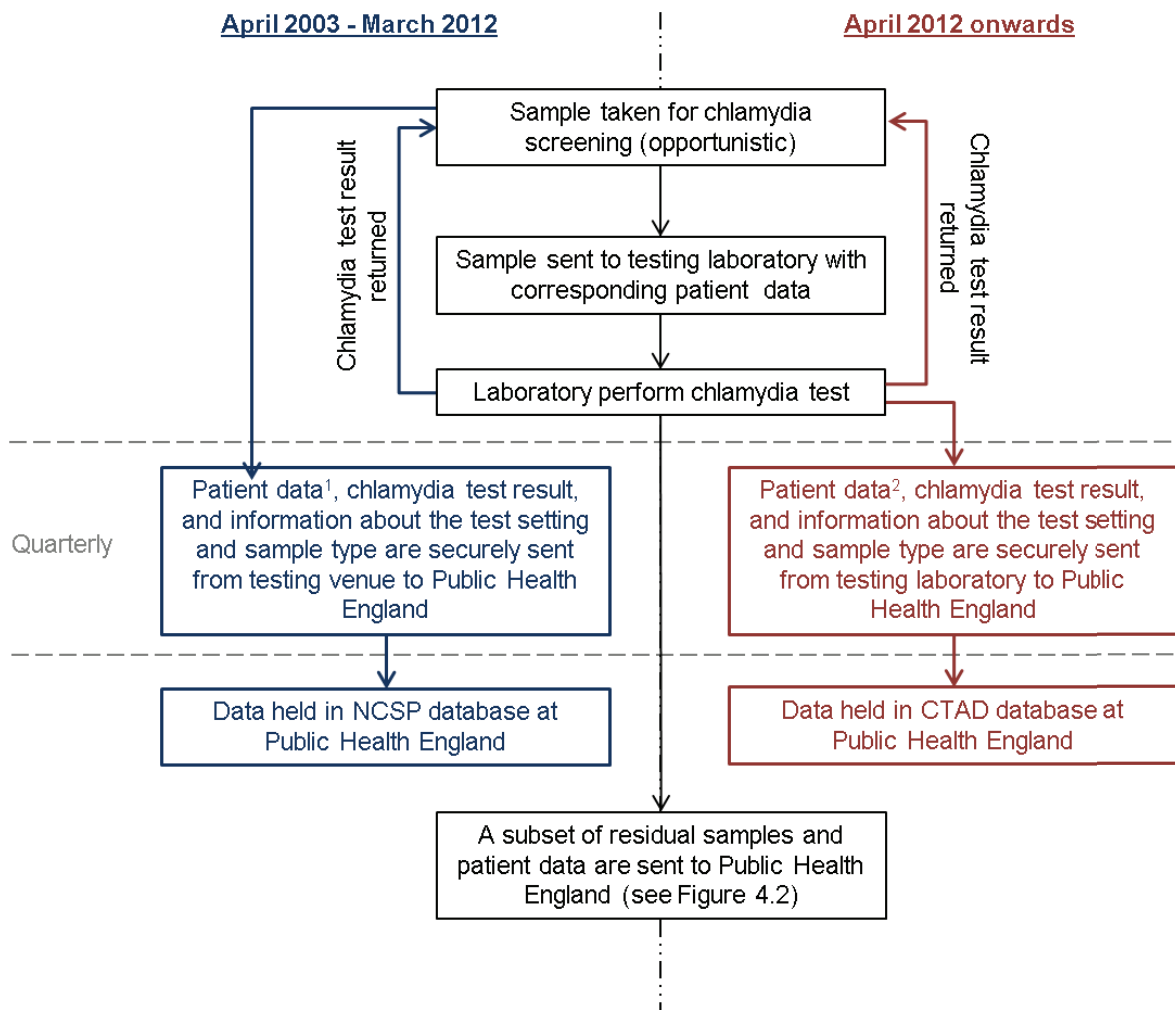 April 2003 - March 2012
April 2012 onwards
Sample taken for chlamydia
screening (opportunistic)
Chlamydia test result
returned
Chlamydia test result
returned
Sample sent to testing laboratory with
corresponding patient data
Laboratory perform chlamydia test
Quarterly
Patient data¹, chlamydia test result,
and information about the test setting
and sample type are securely sent
from testing venue to Public Health
England
Patient data², chlamydia test result,
and information about the test setting
and sample type are securely sent
from testing laboratory to Public
Health England
Data held in NCSP database at
Public Health England
Data held in CTAD database at
Public Health England
A subset of residual samples and
patient data are sent to Public Health
England (see Figure 4.2)